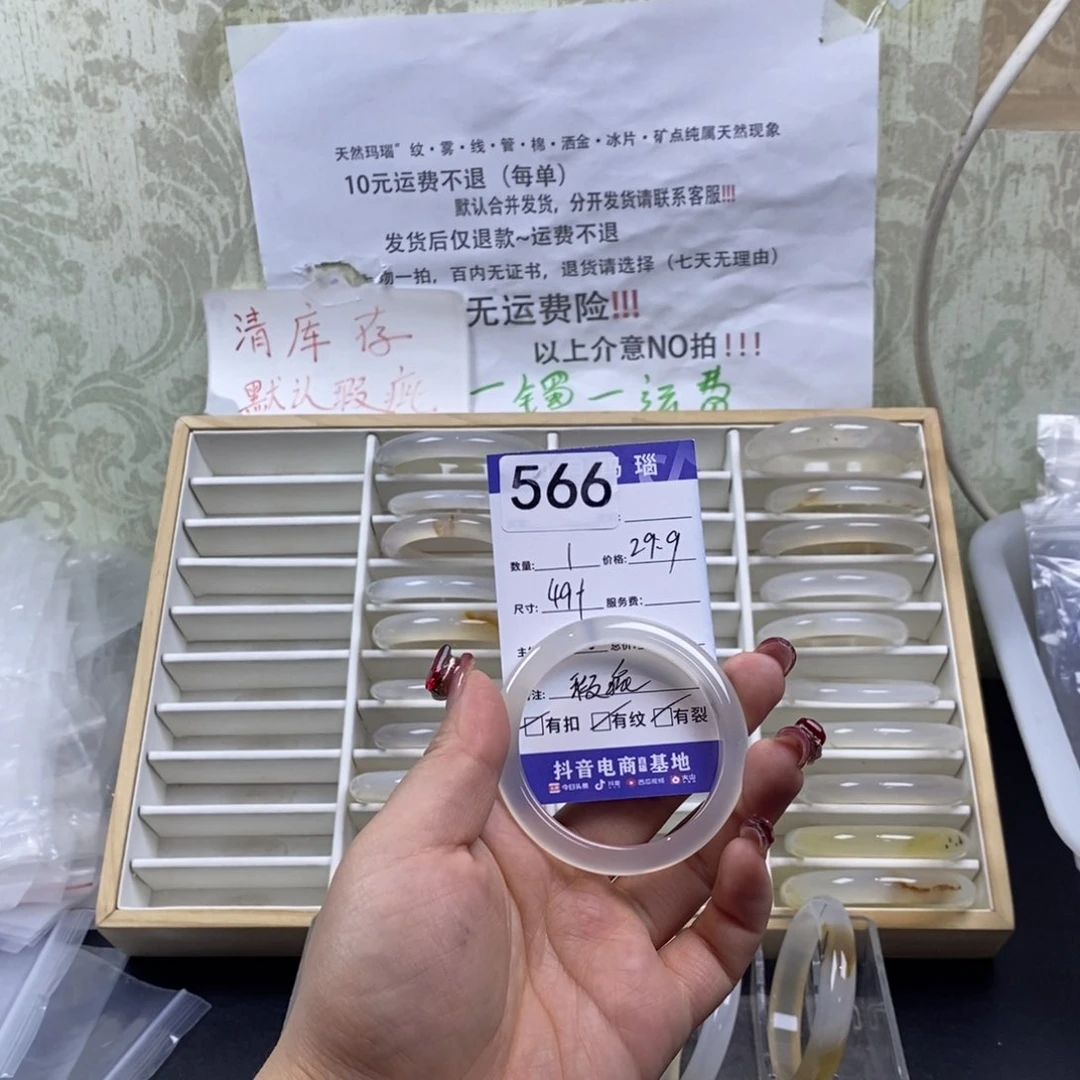 天然玛瑙"纹·雾·线·管·棉·洒金·冰片·矿点纯属天然现象
10元运费不退（每单）
默认合并发货，分开发货请联系客服!!!
发货后仅退款~运费不退
物一拍，百内无证书，退货请选择（七天无理由）
无运费险!!!
以上介意NO拍!!!
一镯一运费
清库存
默认瑕疵.
瑙
566
数量: 1 价格: 29.9
尺寸: 49+ 服务费:
注: 瑕疵
有扣 有纹 有裂
抖音电商直播基地
今日头条 抖音 西瓜视频 火山